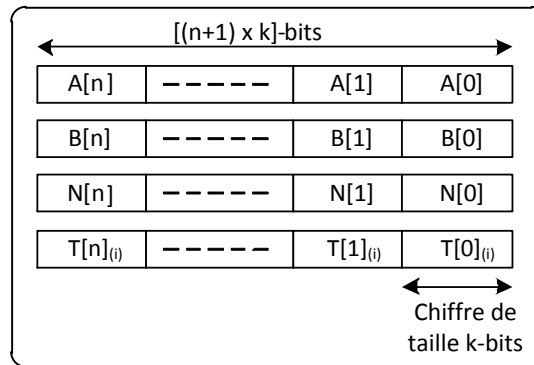 [(n+1) x k]-bits
A[n] ----- A[1] A[0]
B[n] ----- B[1] B[0]
N[n] ----- N[1] N[0]
T[n](i) ----- T[1](i) T[0](i)
Chiffre de
taille k-bits